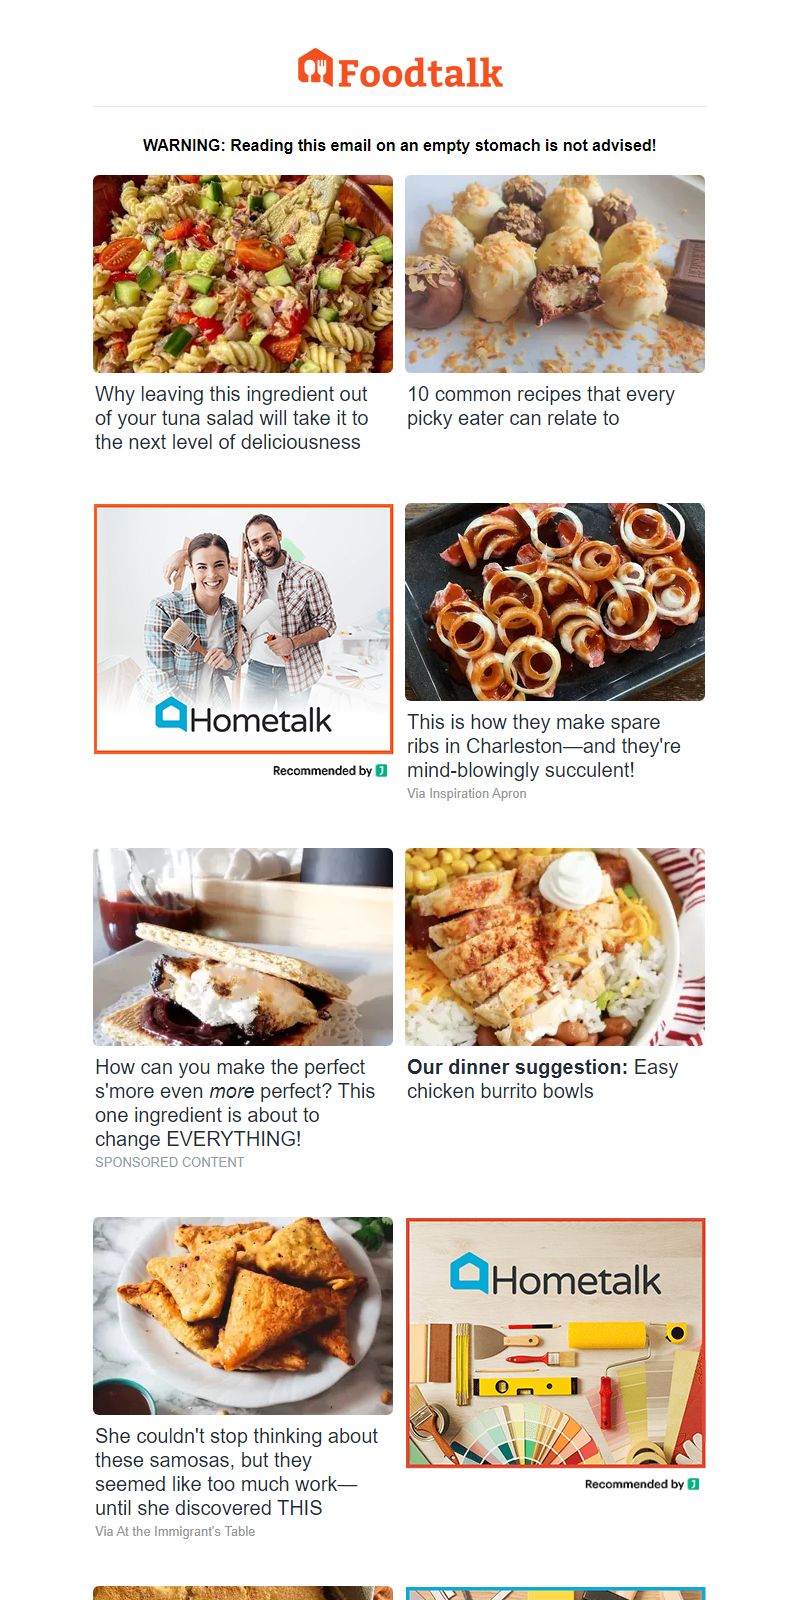 Foodtalk
WARNING: Reading this email on an empty stomach is not advised!
Why leaving this ingredient out
of your tuna salad will take it to
the next level of deliciousness
10 common recipes that every
picky eater can relate to
Hometalk
Recommended by
This is how they make spare
ribs in Charleston—and they're
mind-blowingly succulent!
Via Inspiration Apron
How can you make the perfect
s'more even more perfect? This
one ingredient is about to
change EVERYTHING!
SPONSORED CONTENT
Our dinner suggestion: Easy
chicken burrito bowls
She couldn't stop thinking about
these samosas, but they
seemed like too much work—
until she discovered THIS
Via At the Immigrant's Table
Hometalk
Recommended by